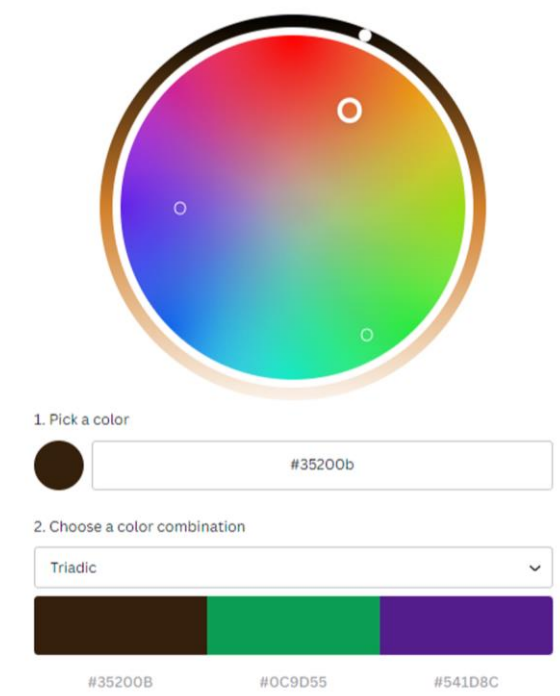 1. Pick a color
#35200b
2. Choose a color combination
Triadic
#35200B #0C9D55 #541D8C